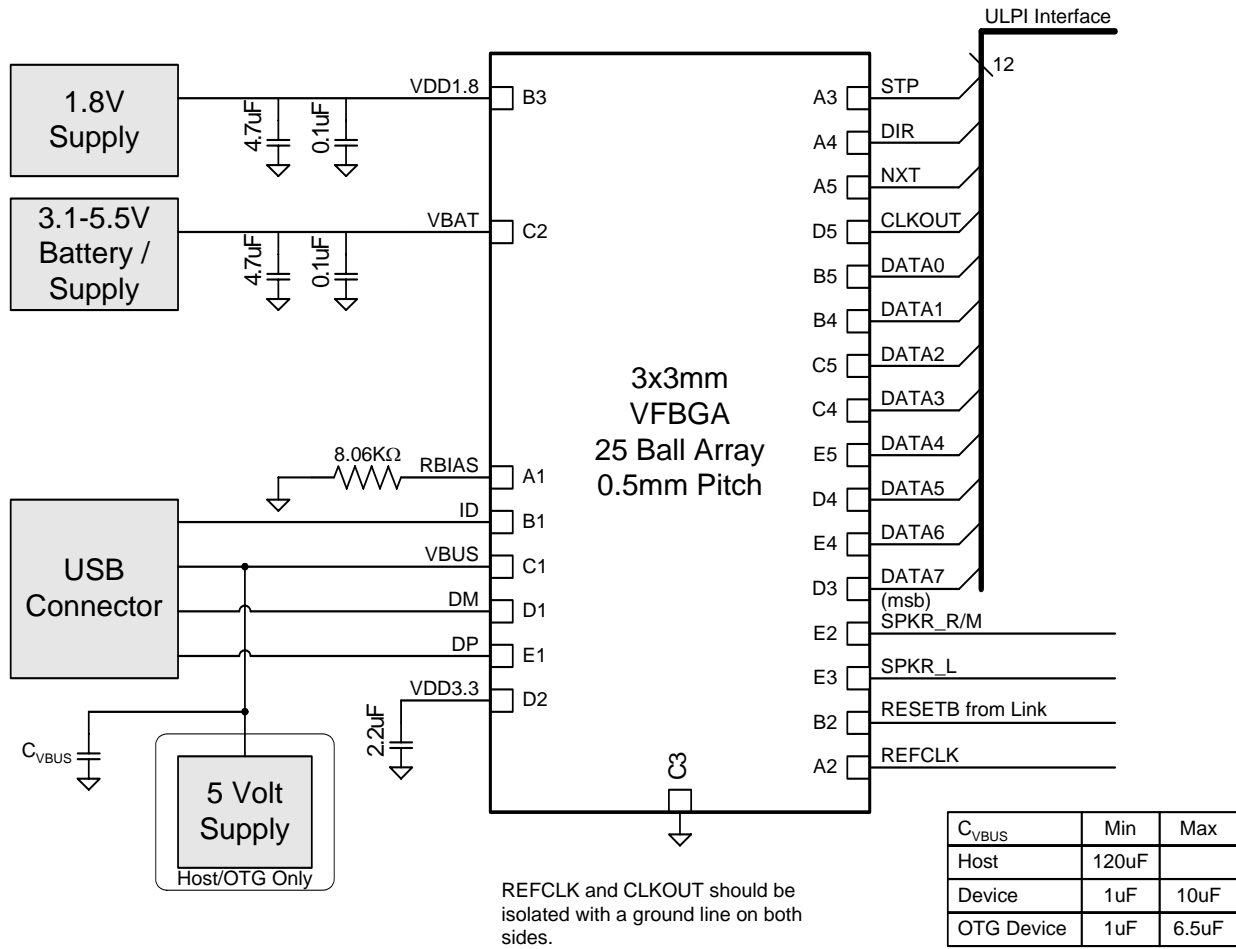 ULPI Interface
12
1.8V
Supply
VDD1.8
B3
4.7uF
0.1uF
3.1-5.5V
Battery /
Supply
VBAT
C2
4.7uF
0.1uF
3x3mm
VFBGA
25 Ball Array
0.5mm Pitch
8.06KΩ
RBIAS
A1
USB
Connector
ID
B1
VBUS
C1
DM
D1
DP
E1
VDD3.3
D2
2.2uF
CVBUS
5 Volt
Supply
Host/OTG Only
C3
A3
STP
A4
DIR
A5
NXT
D5
CLKOUT
B5
DATA0
B4
DATA1
C5
DATA2
C4
DATA3
E5
DATA4
D4
DATA5
E4
DATA6
D3
DATA7
(msb)
E2
SPKR_R/M
E3
SPKR_L
B2
RESETB from Link
A2
REFCLK
REFCLK and CLKOUT should be
isolated with a ground line on both
sides.
CVBUS Min Max
Host 120uF
Device 1uF 10uF
OTG Device 1uF 6.5uF